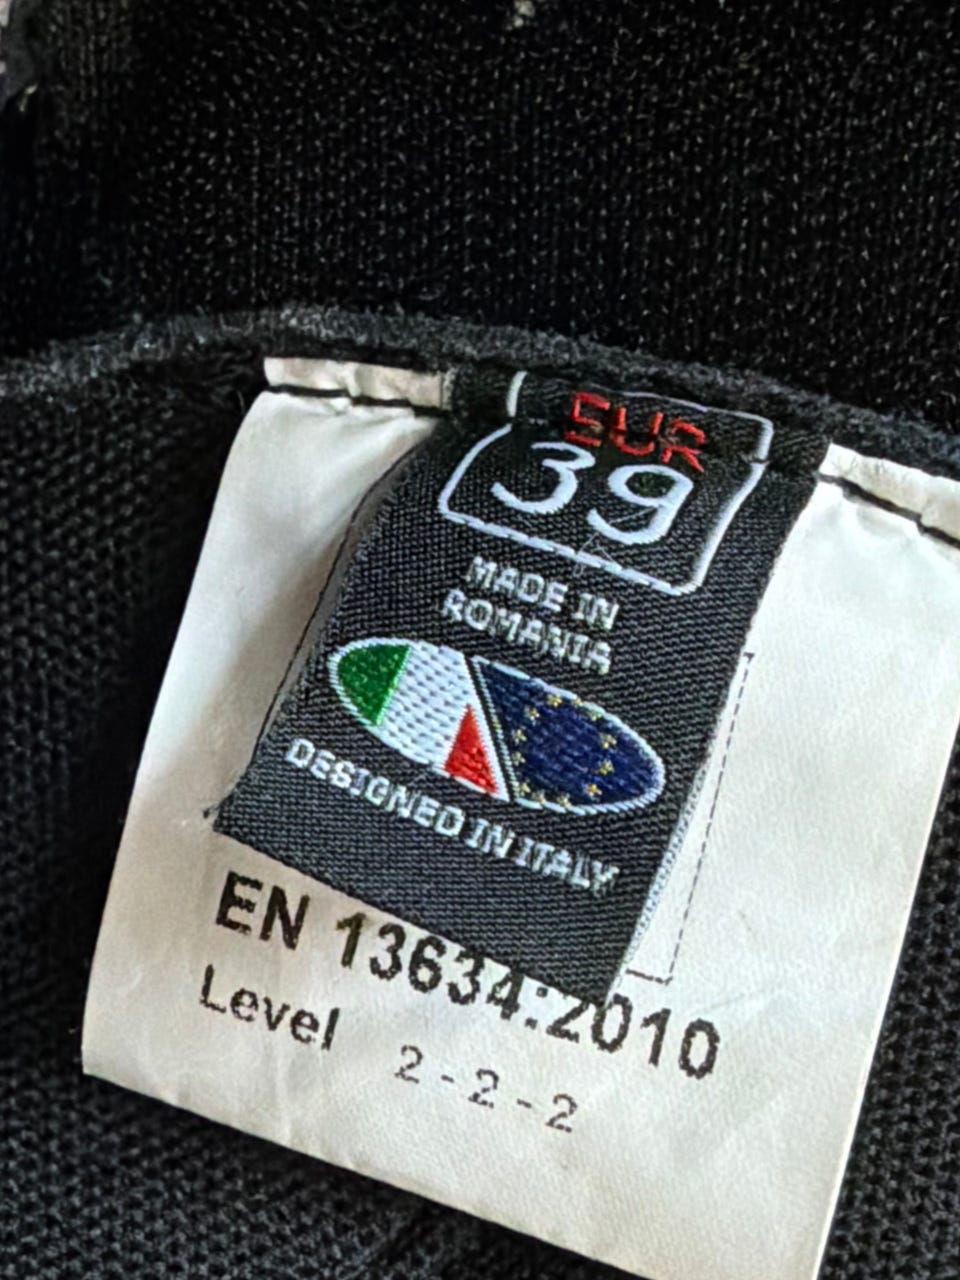 EUR
39
MADE IN
ROMANIA
DESIGNED IN ITALY
EN 13634:2010
Level
2 - 2 - 2